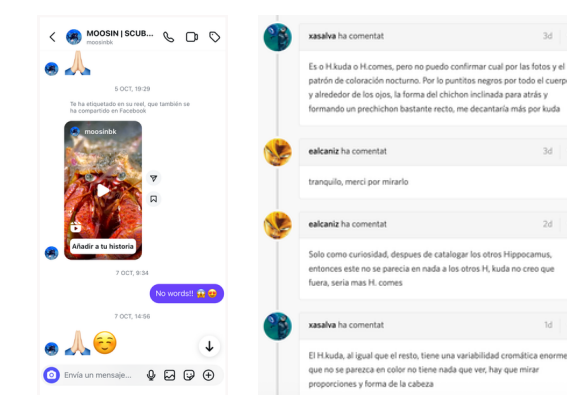 MOOSIN | SCUB...
moosinbk
5 OCT, 19:29
Te ha etiquetado en su reel, que también se
ha compartido en Facebook
moosinbk
Añadir a tu historia
7 OCT, 9:34
No words!!
7 OCT, 14:56
Envía un mensaje...
xasalva ha comentat 3d
Es o H.kuda o H.comes, pero no puedo confirmar cual por las fotos y el
patrón de coloración nocturno. Por lo puntitos negros por todo el cuerpo
y alrededor de los ojos, la forma del chichon inclinada para atrás y
formando un prechichon bastante recto, me decantaría más por kuda
ealcaniz ha comentat 3d
tranquilo, merci por mirarlo
ealcaniz ha comentat 2d
Solo como curiosidad, despues de catalogar los otros Hippocamus,
entonces este no se parecia en nada a los otros H, kuda no creo que
fuera, seria mas H. comes
xasalva ha comentat 1d
El H.kuda, al igual que el resto, tiene una variabilidad cromática enorme
que no se parezca en color no tiene nada que ver, hay que mirar
proporciones y forma de la cabeza